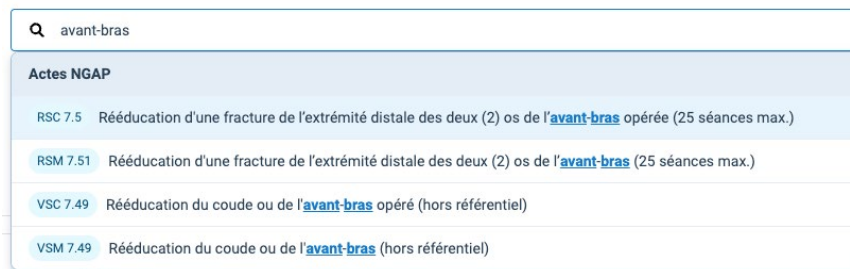 avant-bras
Actes NGAP
RSC 7.5 Rééducation d'une fracture de l’extrémité distale des deux (2) os de l’avant-bras opérée (25 séances max.)
RSM 7.51 Rééducation d'une fracture de l’extrémité distale des deux (2) os de l’avant-bras (25 séances max.)
VSC 7.49 Rééducation du coude ou de l'avant-bras opéré (hors référentiel)
VSM 7.49 Rééducation du coude ou de l'avant-bras (hors référentiel)